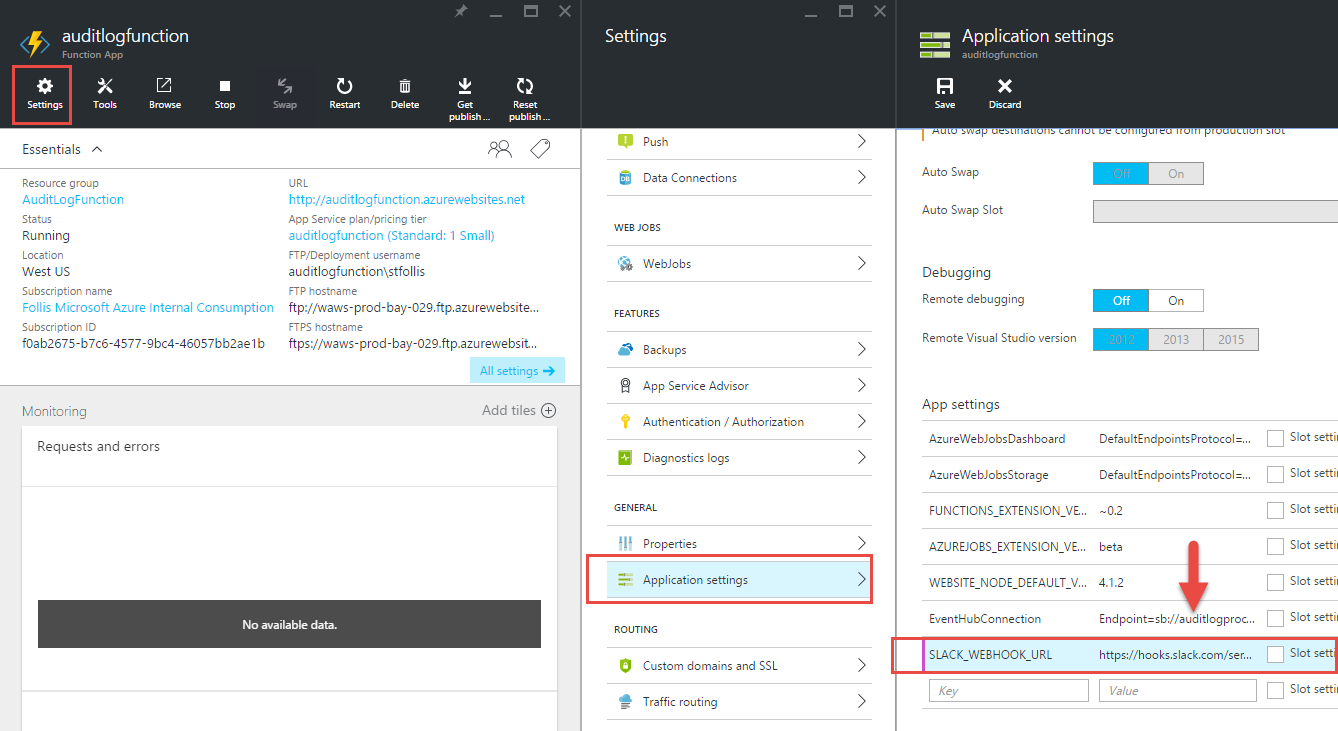 auditlogfunction
Function App
Settings
Tools
Browse
Stop
Swap
Restart
Delete
Get publish ...
Reset publish ...
Essentials
Resource group
AuditLogFunction
Status
Running
Location
West US
Subscription name
Follis Microsoft Azure Internal Consumption
Subscription ID
f0ab2675-b7c6-4577-9bc4-46057bb2ae1b
URL
http://auditlogfunction.azurewebsites.net
App Service plan/pricing tier
auditlogfunction (Standard: 1 Small)
FTP/Deployment username
auditlogfunction\stfollis
FTP hostname
ftp://waws-prod-bay-029.ftp.azurewebsite...
FTPS hostname
ftps://waws-prod-bay-029.ftp.azurewebsit...
All settings
Monitoring
Add tiles
Requests and errors
No available data.
Settings
Push
Data Connections
WEB JOBS
WebJobs
FEATURES
Backups
App Service Advisor
Authentication / Authorization
Diagnostics logs
GENERAL
Properties
Application settings
ROUTING
Custom domains and SSL
Traffic routing
Application settings
auditlogfunction
Save
Discard
Auto swap destinations cannot be configured from production slot
Auto Swap
Off On
Auto Swap Slot
Debugging
Remote debugging
Off On
Remote Visual Studio version
2012 2013 2015
App settings
AzureWebJobsDashboard DefaultEndpointsProtocol=... Slot setti
AzureWebJobsStorage DefaultEndpointsProtocol=... Slot setti
FUNCTIONS_EXTENSION_VE... ~0.2 Slot setti
AZUREJOBS_EXTENSION_VE... beta Slot setti
WEBSITE_NODE_DEFAULT_V... 4.1.2 Slot setti
EventHubConnection Endpoint=sb://auditlogproc... Slot setti
SLACK_WEBHOOK_URL https://hooks.slack.com/ser... Slot setti
Key Value Slot setti